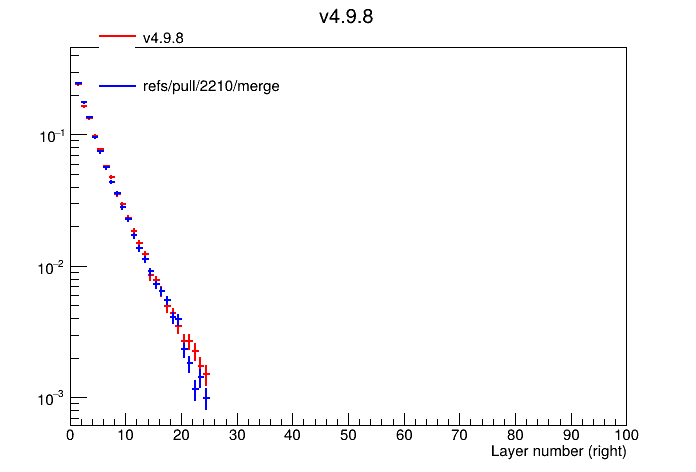 v4.9.8
v4.9.8
refs/pull/2210/merge
10⁻¹
10⁻²
10⁻³
0 10 20 30 40 50 60 70 80 90 100
Layer number (right)